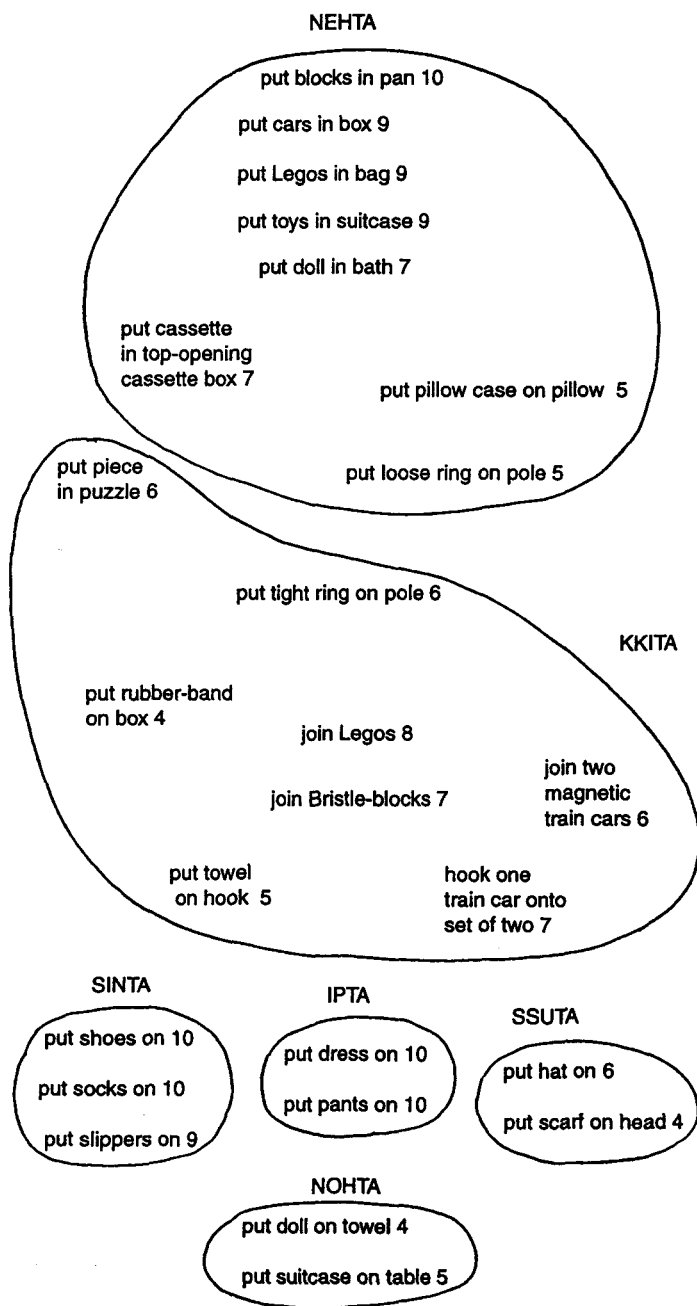 NEHTA
put blocks in pan 10
put cars in box 9
put Legos in bag 9
put toys in suitcase 9
put doll in bath 7
put cassette
in top-opening
cassette box 7
put pillow case on pillow 5
put loose ring on pole 5
put piece
in puzzle 6
put tight ring on pole 6
KKITA
put rubber-band
on box 4
join Legos 8
join two
magnetic
train cars 6
join Bristle-blocks 7
put towel
on hook 5
hook one
train car onto
set of two 7
SINTA
put shoes on 10
put socks on 10
put slippers on 9
IPTA
put dress on 10
put pants on 10
SSUTA
put hat on 6
put scarf on head 4
NOHTA
put doll on towel 4
put suitcase on table 5